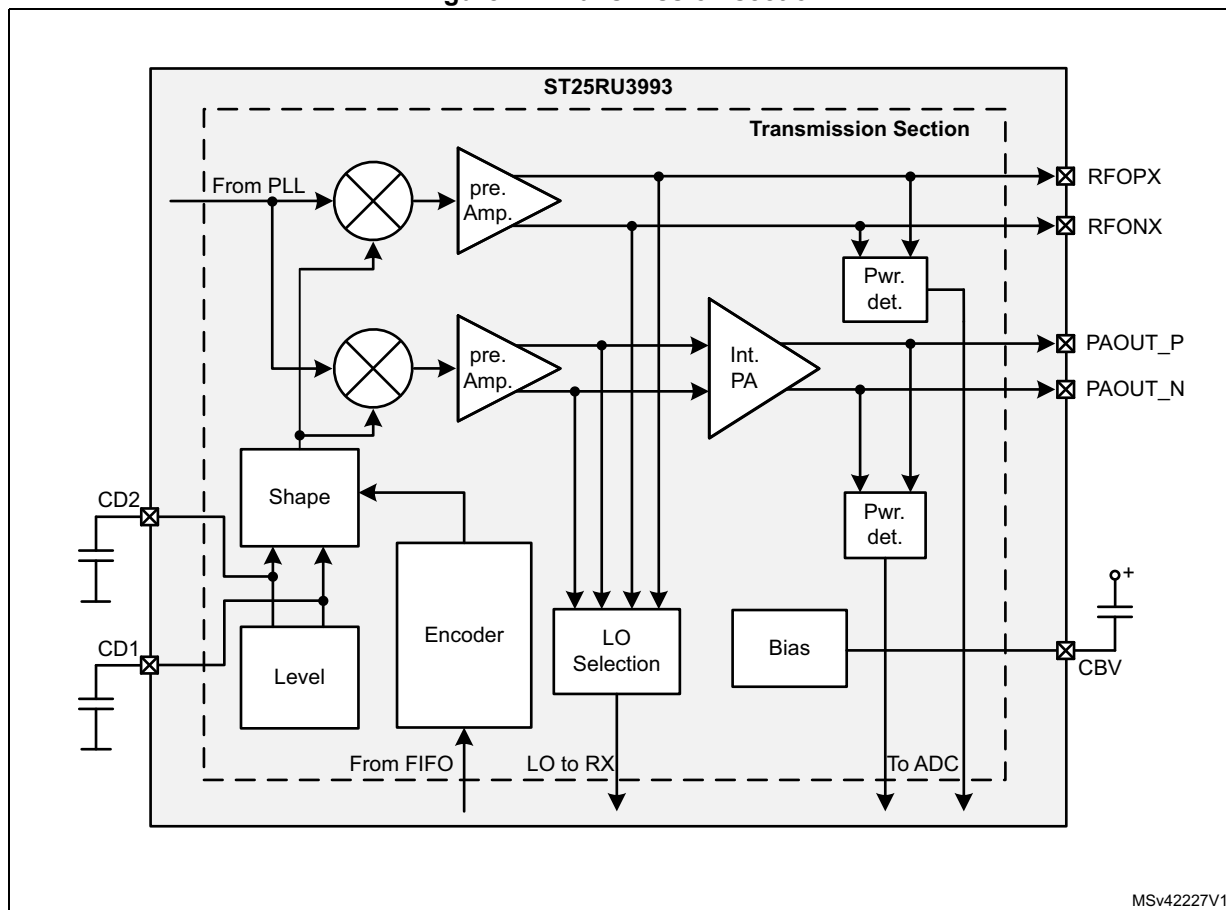 ST25RU3993
Transmission Section
From PLL
pre.
Amp.
RFOPX
RFONX
Pwr.
det.
pre.
Amp.
Int.
PA
PAOUT_P
PAOUT_N
Shape
CD2
Pwr.
det.
+
Encoder
LO
Selection
Bias
CD1
Level
CBV
From FIFO
LO to RX
To ADC
MSv42227V1